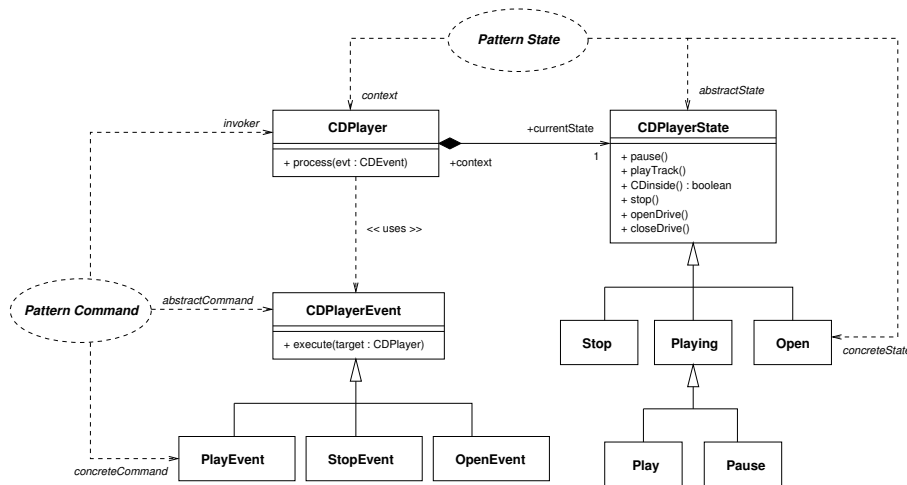 Pattern State
context
abstractState
invoker
CDPlayer
+ process(evt : CDEvent)
+currentState
+context
1
CDPlayerState
+ pause()
+ playTrack()
+ CDinside() : boolean
+ stop()
+ openDrive()
+ closeDrive()
<< uses >>
Pattern Command
abstractCommand
CDPlayerEvent
+ execute(target : CDPlayer)
Stop
Playing
Open
concreteState
PlayEvent
StopEvent
OpenEvent
concreteCommand
Play
Pause